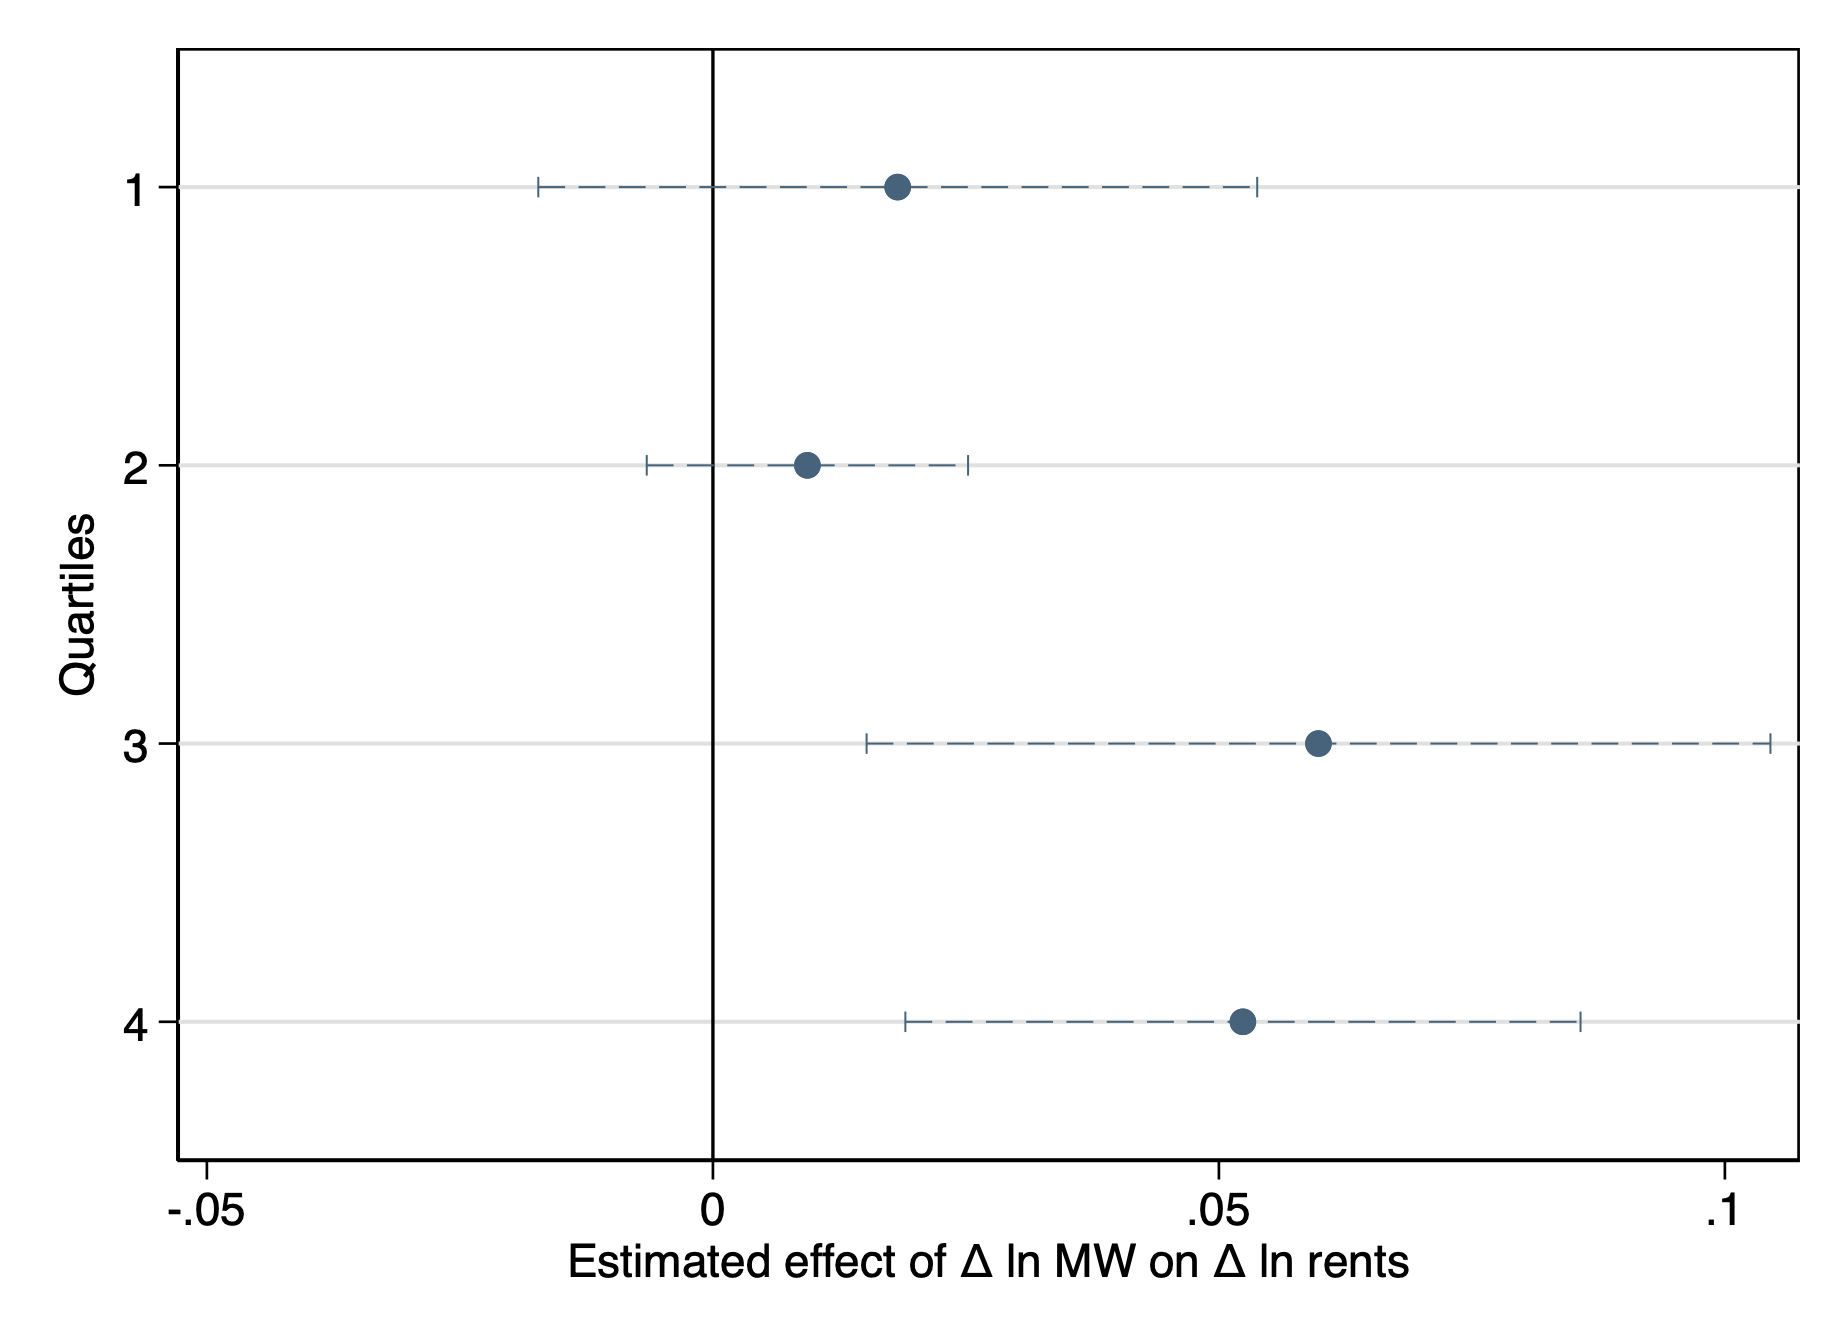 1
2
3
4
Quartiles
-.05 0 .05 .1
Estimated effect of Δ ln MW on Δ ln rents